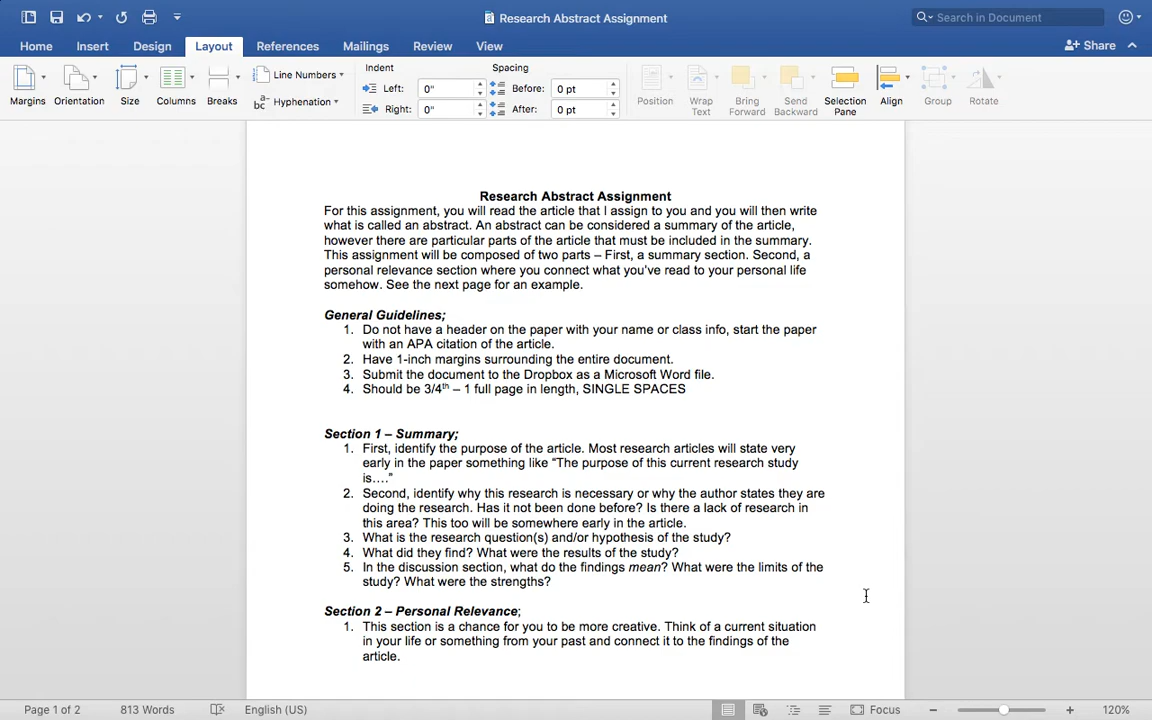 Research Abstract Assignment
Search in Document
Home Insert Design Layout References Mailings Review View Share
Margins Orientation Size Columns Breaks Line Numbers Hyphenation
Indent Spacing
Left: 0" Before: 0 pt
Right: 0" After: 0 pt
Position Wrap Text Bring Forward Send Backward Selection Pane Align Group Rotate
Research Abstract Assignment
For this assignment, you will read the article that I assign to you and you will then write
what is called an abstract. An abstract can be considered a summary of the article,
however there are particular parts of the article that must be included in the summary.
This assignment will be composed of two parts – First, a summary section. Second, a
personal relevance section where you connect what you've read to your personal life
somehow. See the next page for an example.
General Guidelines;
1. Do not have a header on the paper with your name or class info, start the paper
with an APA citation of the article.
2. Have 1-inch margins surrounding the entire document.
3. Submit the document to the Dropbox as a Microsoft Word file.
4. Should be 3/4th – 1 full page in length, SINGLE SPACES
Section 1 – Summary;
1. First, identify the purpose of the article. Most research articles will state very
early in the paper something like “The purpose of this current research study
is….”
2. Second, identify why this research is necessary or why the author states they are
doing the research. Has it not been done before? Is there a lack of research in
this area? This too will be somewhere early in the article.
3. What is the research question(s) and/or hypothesis of the study?
4. What did they find? What were the results of the study?
5. In the discussion section, what do the findings mean? What were the limits of the
study? What were the strengths?
Section 2 – Personal Relevance;
1. This section is a chance for you to be more creative. Think of a current situation
in your life or something from your past and connect it to the findings of the
article.
Page 1 of 2 813 Words English (US) Focus 120%